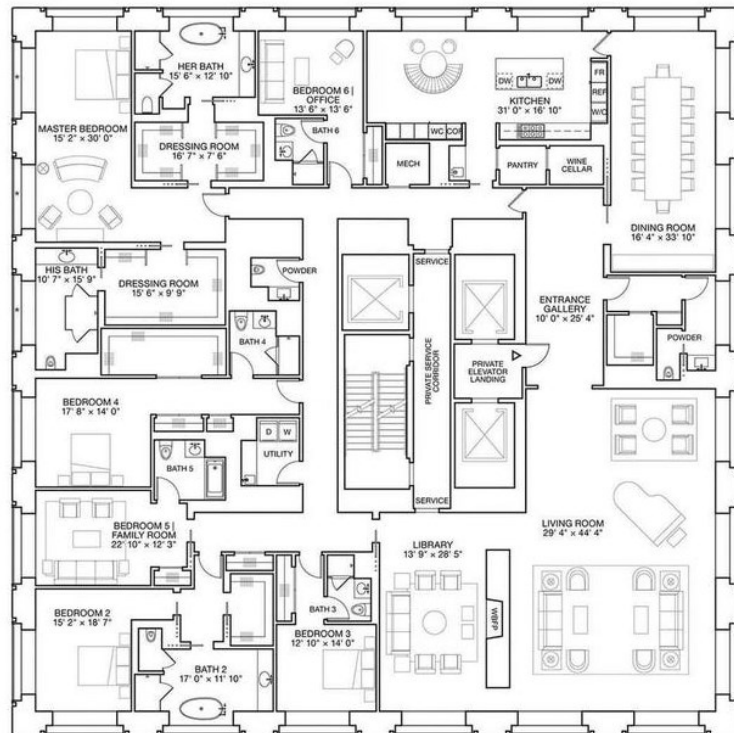 HER BATH
15' 6" × 12' 10"
BEDROOM 6 |
OFFICE
13' 6" × 13' 6"
BATH 6
DW
DW
KITCHEN
31' 0" × 16' 10"
FR
REF
W/C
WC
COF
MECH
PANTRY
WINE
CELLAR
MASTER BEDROOM
15' 2" × 30' 0"
DRESSING ROOM
16' 7" × 7' 6"
DINING ROOM
16' 4" × 33' 10"
HIS BATH
10' 7" × 15' 9"
DRESSING ROOM
15' 6" × 9' 9"
POWDER
BATH 4
SERVICE
PRIVATE SERVICE
CORRIDOR
SERVICE
PRIVATE
ELEVATOR
LANDING
ENTRANCE
GALLERY
10' 0" × 25' 4"
POWDER
BEDROOM 4
17' 8" × 14' 0"
D
W
UTILITY
BATH 5
BEDROOM 5 |
FAMILY ROOM
22' 10" × 12' 3"
LIVING ROOM
29' 4" × 44' 4"
LIBRARY
13' 9" × 28' 5"
WBFP
BEDROOM 2
15' 2" × 18' 7"
BATH 2
17' 0" × 11' 10"
BATH 3
BEDROOM 3
12' 10" × 14' 0"